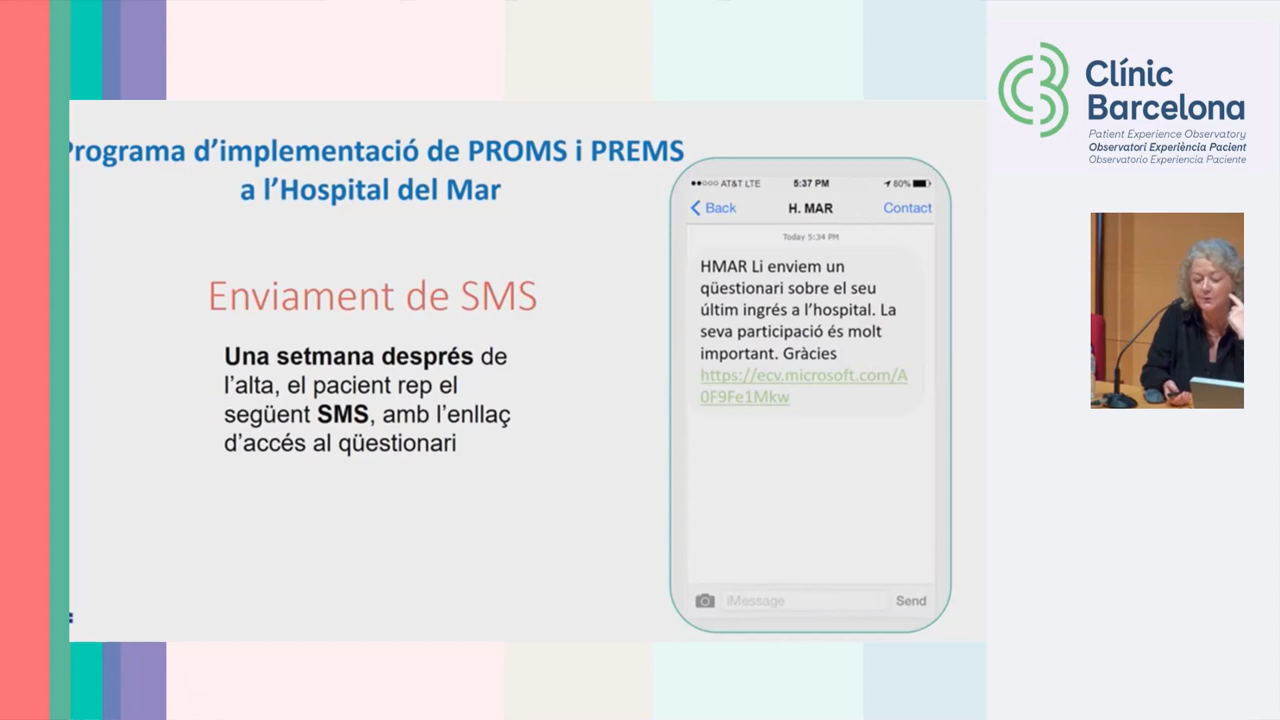 Programa d'implementació de PROMS i PREMS
a l'Hospital del Mar
Enviament de SMS
Una setmana després de
l'alta, el pacient rep el
següent SMS, amb l'enllaç
d'accés al qüestionari
AT&T LTE 5:37 PM 80%
Back H. MAR Contact
Today 5:34 PM
HMAR Li enviem un
qüestionari sobre el seu
últim ingrés a l'hospital. La
seva participació és molt
important. Gràcies
https://ecv.microsoft.com/A
0F9Fe1Mkw
iMessage Send
Clínic
Barcelona
Patient Experience Observatory
Observatori Experiència Pacient
Observatorio Experiencia Paciente